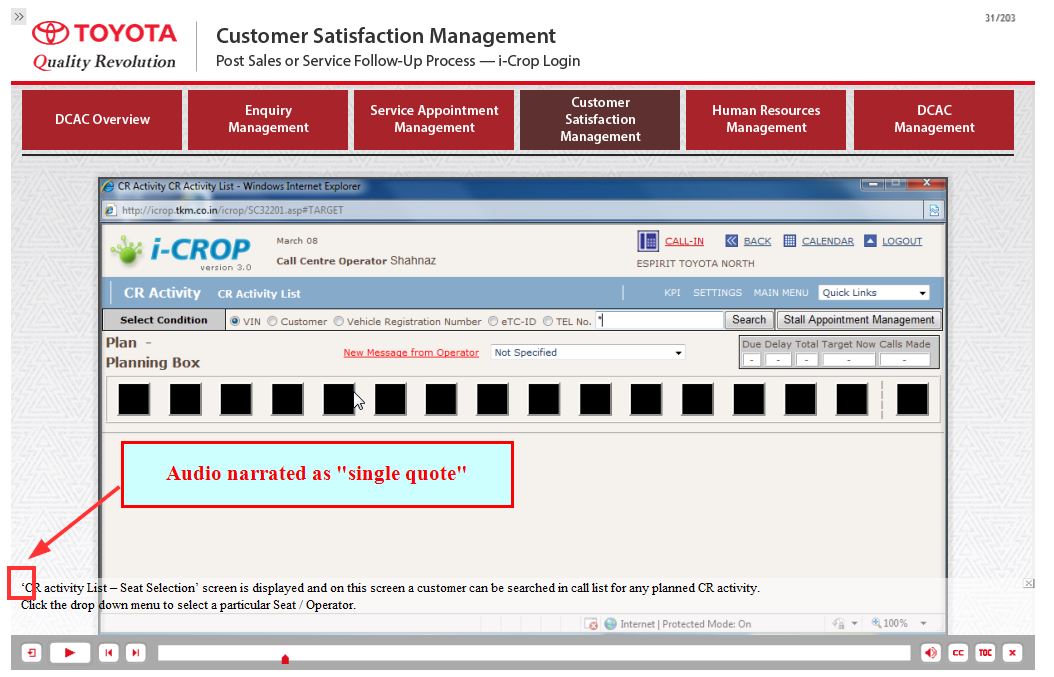 31/203
TOYOTA
Quality Revolution
Customer Satisfaction Management
Post Sales or Service Follow-Up Process — i-Crop Login
DCAC Overview
Enquiry
Management
Service Appointment
Management
Customer
Satisfaction
Management
Human Resources
Management
DCAC
Management
CR Activity CR Activity List - Windows Internet Explorer
http://icrop.tkm.co.in/icrop/SC32201.asp#TARGET
i-CROP
version 3.0
March 08
Call Centre Operator Shahnaz
CALL-IN BACK CALENDAR LOGOUT
ESPIRIT TOYOTA NORTH
CR Activity CR Activity List KPI SETTINGS MAIN MENU Quick Links
Select Condition VIN Customer Vehicle Registration Number eTC-ID TEL No. * Search Stall Appointment Management
Plan -
Planning Box
New Message from Operator Not Specified
Due Delay Total Target Now Calls Made
- - - - -
Audio narrated as "single quote"
‘CR activity List – Seat Selection’ screen is displayed and on this screen a customer can be searched in call list for any planned CR activity.
Click the drop down menu to select a particular Seat / Operator.
Internet | Protected Mode: On 100%
CC TOC